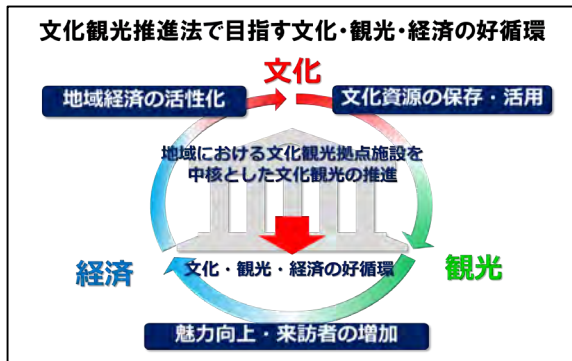 文化観光推進法で目指す文化・観光・経済の好循環
文化
地域経済の活性化
文化資源の保存・活用
地域における文化観光拠点施設を
中核とした文化観光の推進
経済
文化・観光・経済の好循環
観光
魅力向上・来訪者の増加